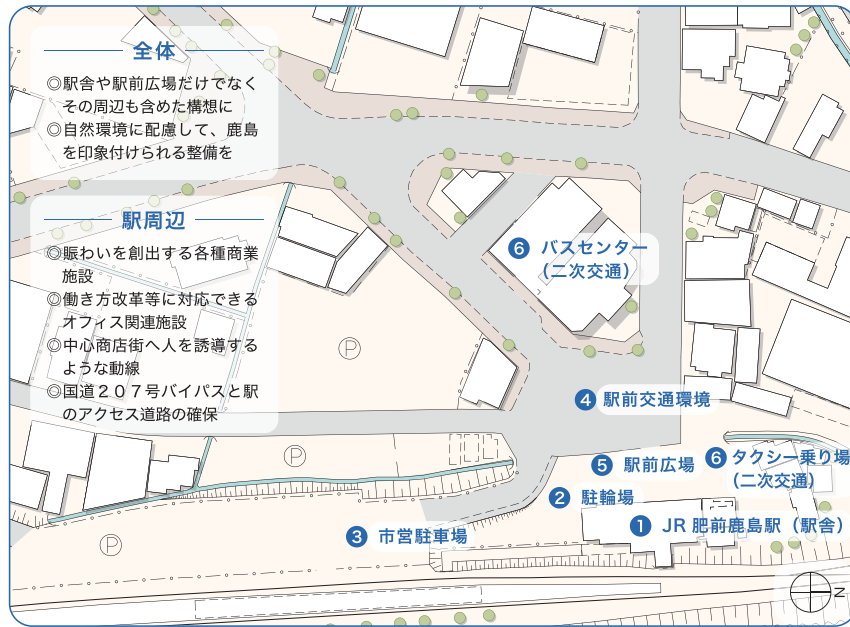 全体
◎駅舎や駅前広場だけでなく
その周辺も含めた構想に
◎自然環境に配慮して、鹿島
を印象付けられる整備を
駅周辺
◎賑わいを創出する各種商業
施設
◎働き方改革等に対応できる
オフィス関連施設
◎中心商店街へ人を誘導する
ような動線
◎国道２０７号バイパスと駅
のアクセス道路の確保
❻ バスセンター
（二次交通）
P
❹ 駅前交通環境
❺ 駅前広場
❻ タクシー乗り場
（二次交通）
P
❷ 駐輪場
❶ JR 肥前鹿島駅（駅舎）
❸ 市営駐車場
P
N